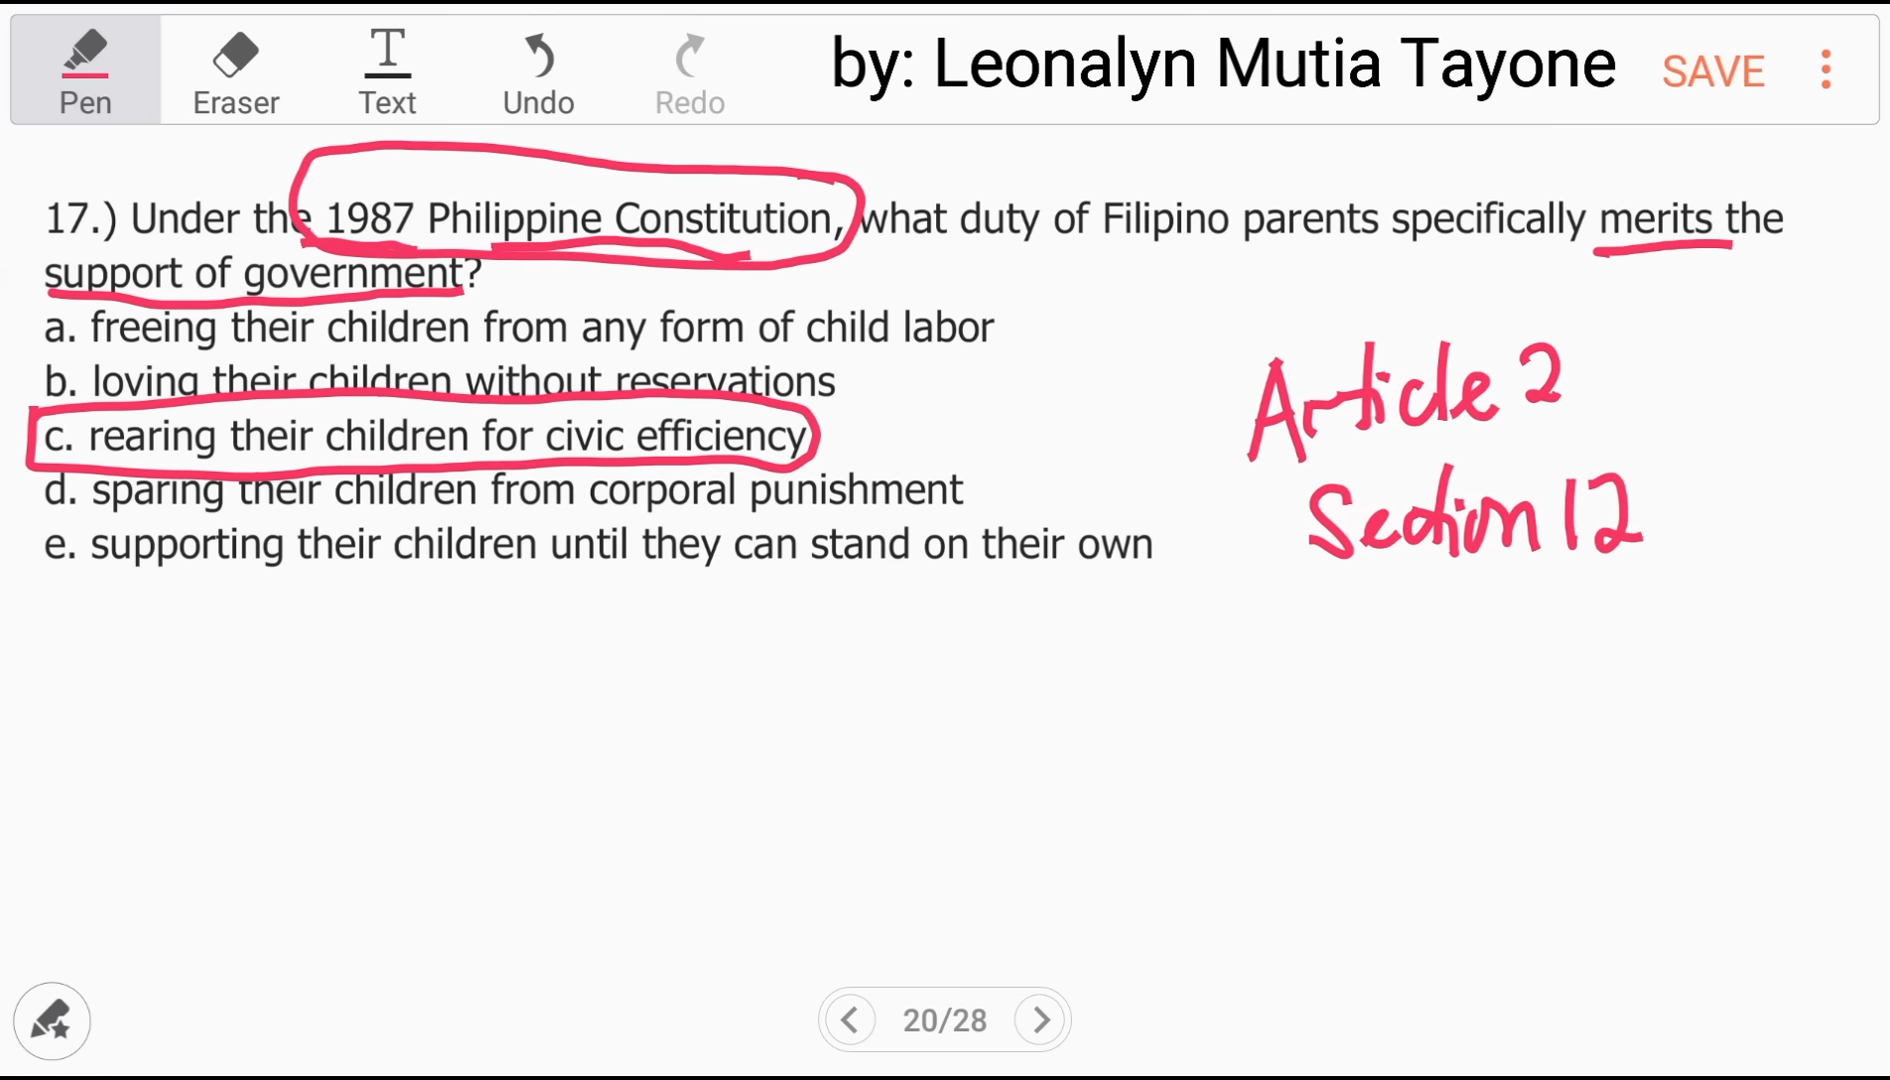 Pen Eraser Text Undo Redo by: Leonalyn Mutia Tayone SAVE
17.) Under the 1987 Philippine Constitution, what duty of Filipino parents specifically merits the
support of government?
a. freeing their children from any form of child labor
b. loving their children without reservations
c. rearing their children for civic efficiency
d. sparing their children from corporal punishment
e. supporting their children until they can stand on their own
Article 2
Section 12
20/28